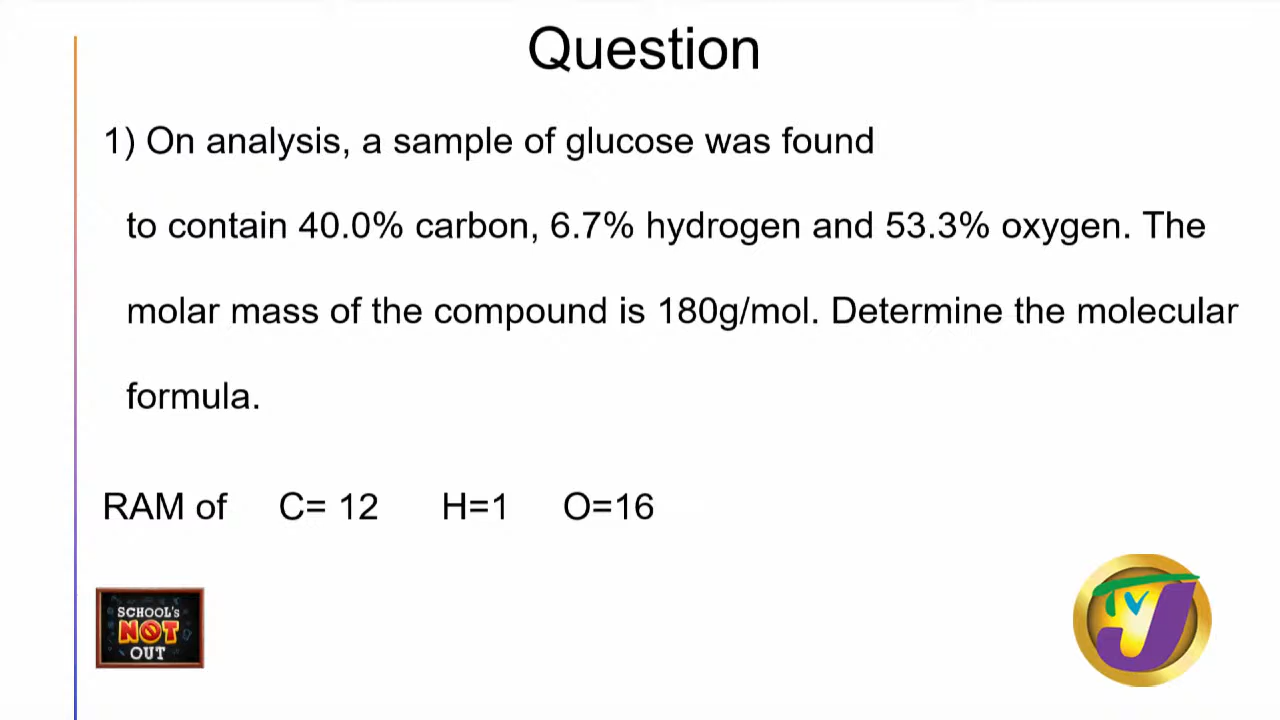 Question
1) On analysis, a sample of glucose was found
to contain 40.0% carbon, 6.7% hydrogen and 53.3% oxygen. The
molar mass of the compound is 180g/mol. Determine the molecular
formula.
RAM of C= 12 H=1 O=16
SCHOOL's
NOT
OUT
TVJ